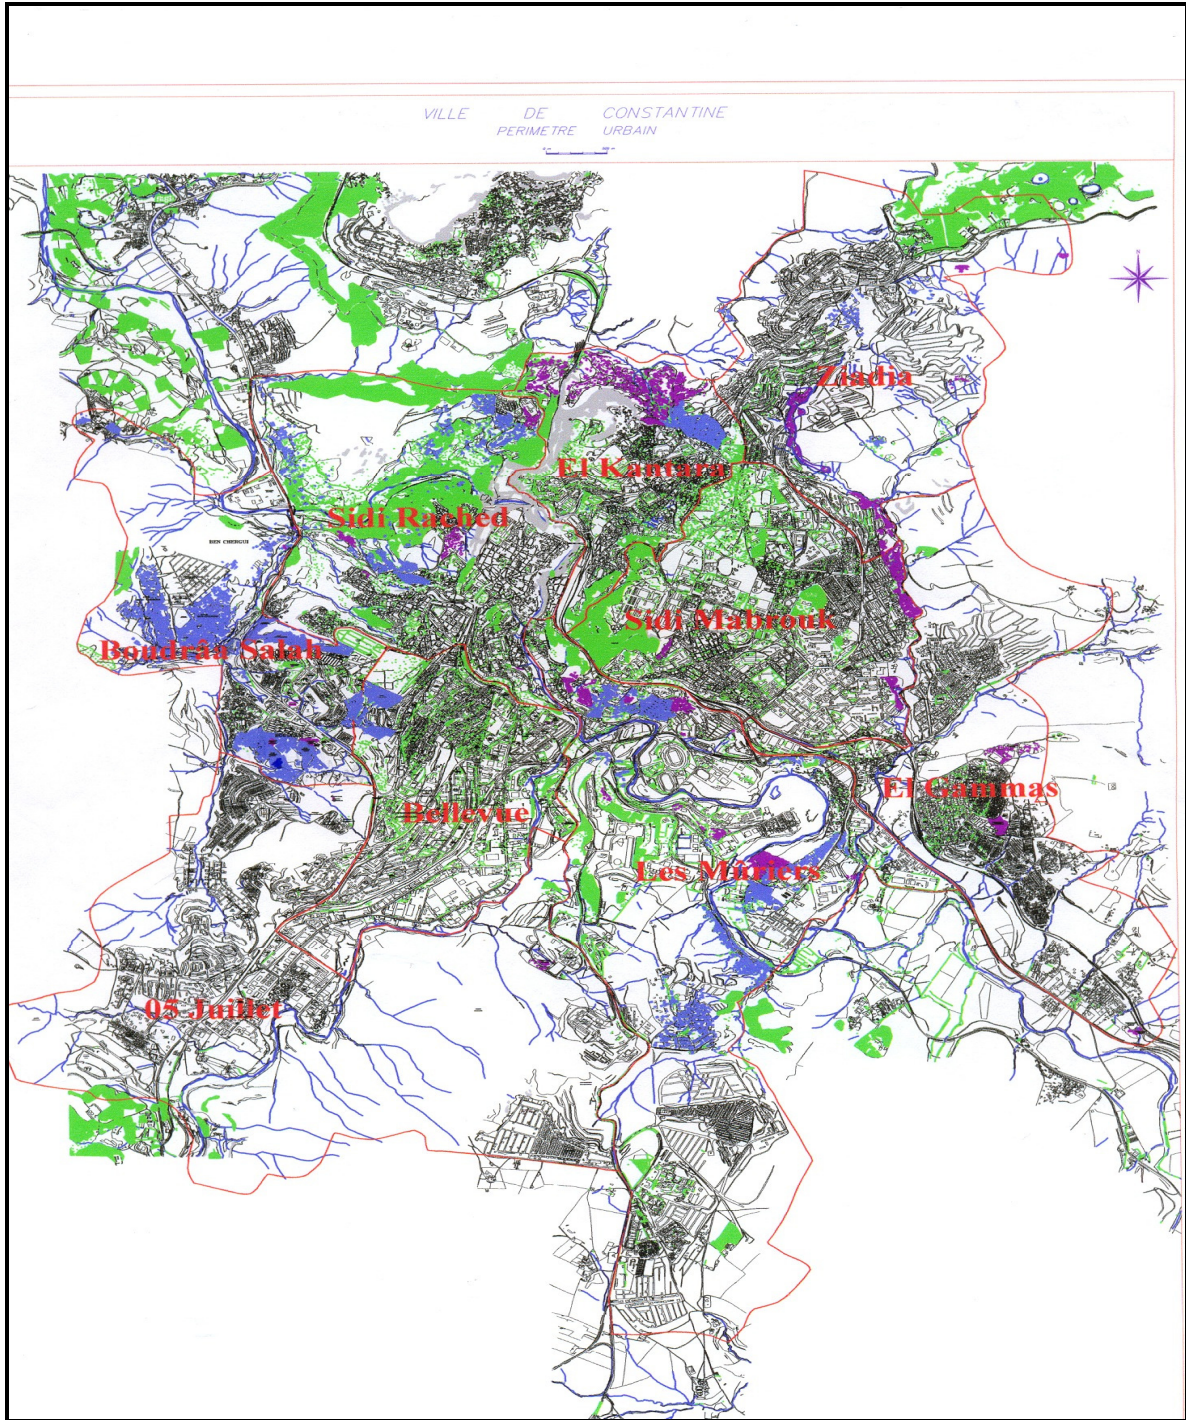 VILLE DE CONSTANTINE
PERIMETRE URBAIN
Ziadia
El Kantara
Sidi Rached
BEN CHERGUI
Sidi Mabrouk
Boudrâa Salah
El Gammas
Bellevue
Les Mûriers
05 Juillet